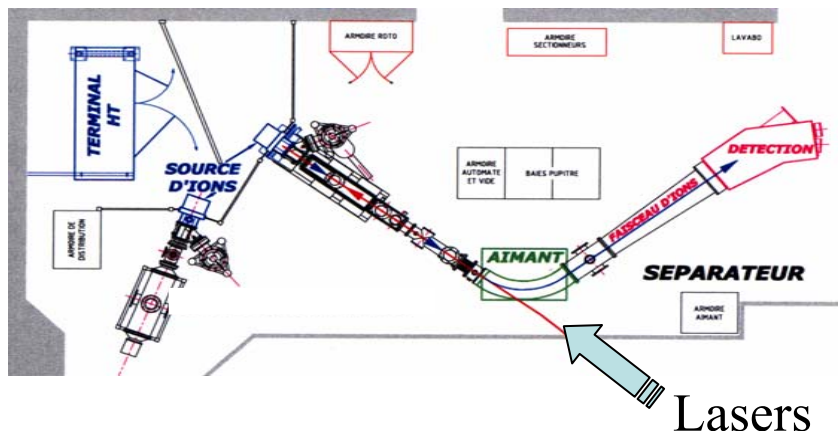 ARMOIRE ROTO
ARMOIRE
SECTIONNEURS
LAVABO
TERMINAL
HT
SOURCE
D'IONS
ARMOIRE
AUTOMATE
ET VIDE
BAIES PUPITRE
DETECTION
FAISCEAU D'IONS
ARMOIRE DE
DISTRIBUTION
AIMANT
SEPARATEUR
ARMOIRE
AIMANT
Lasers